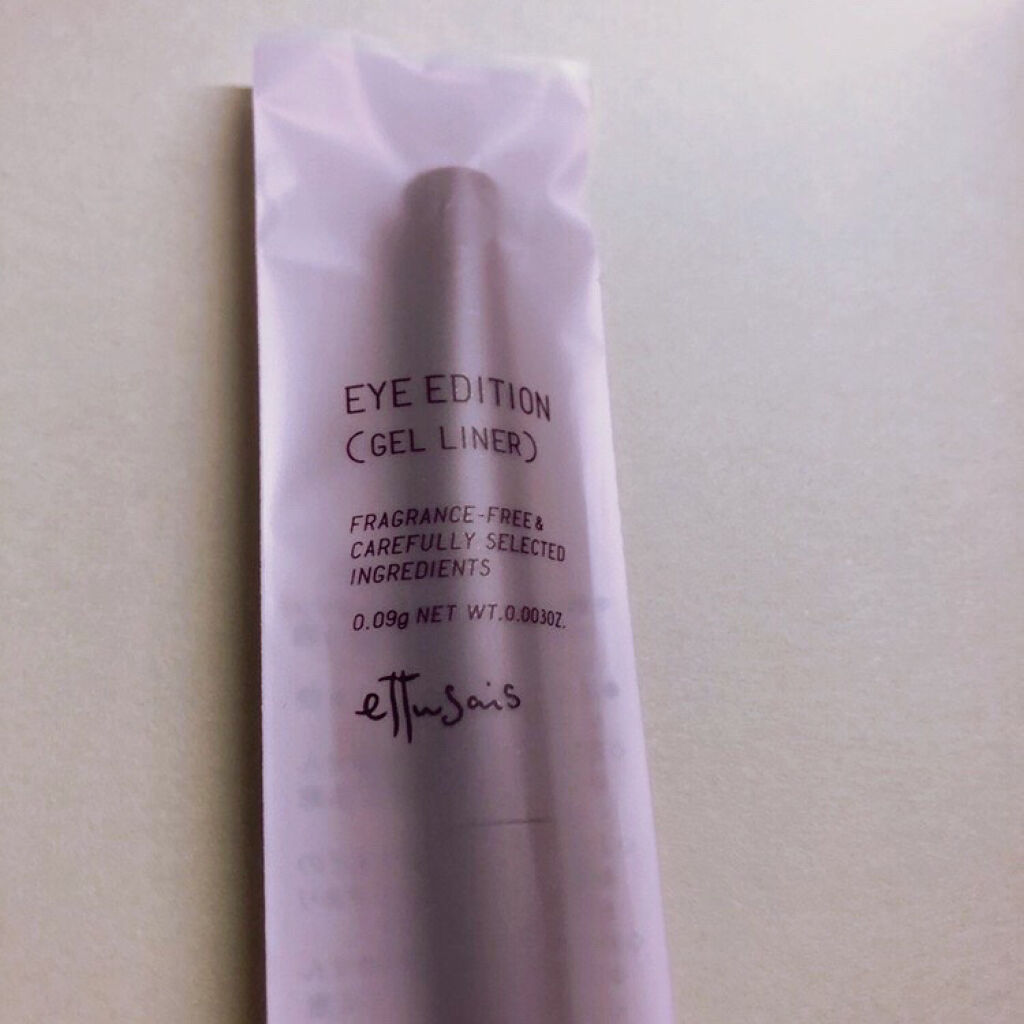 EYE EDITION
(GEL LINER)
FRAGRANCE-FREE&
CAREFULLY SELECTED
INGREDIENTS
0.09g NET WT.0.003OZ.
ettusais